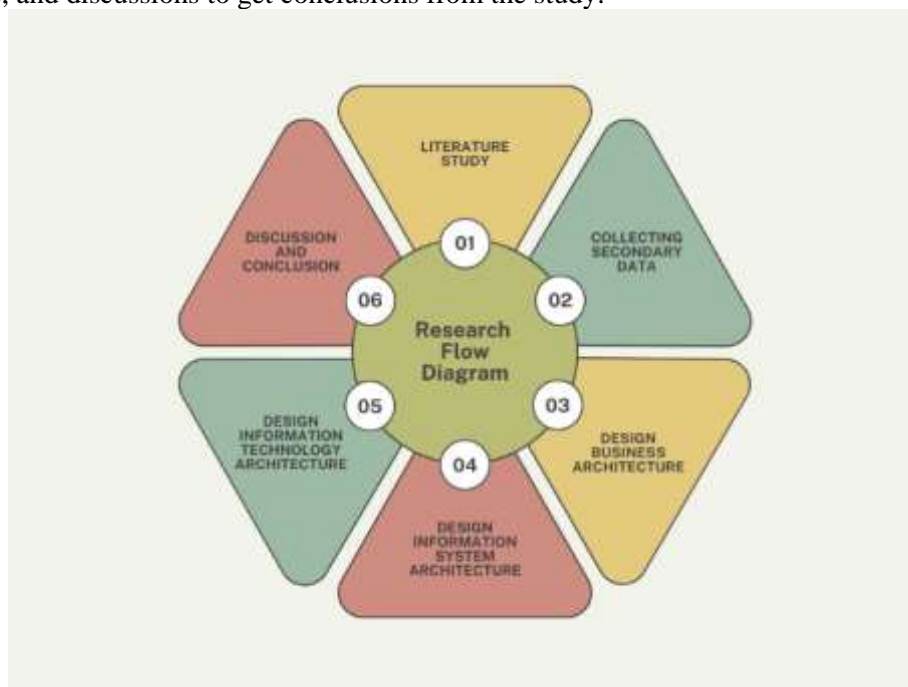 , and discussions to get conclusions from the study.
LITERATURE
STUDY
01
COLLECTING
SECONDARY
DATA
02
DESIGN
BUSINESS
ARCHITECTURE
03
DESIGN
INFORMATION
SYSTEM
ARCHITECTURE
04
DESIGN
INFORMATION
TECHNOLOGY
ARCHITECTURE
05
DISCUSSION
AND
CONCLUSION
06
Research
Flow
Diagram